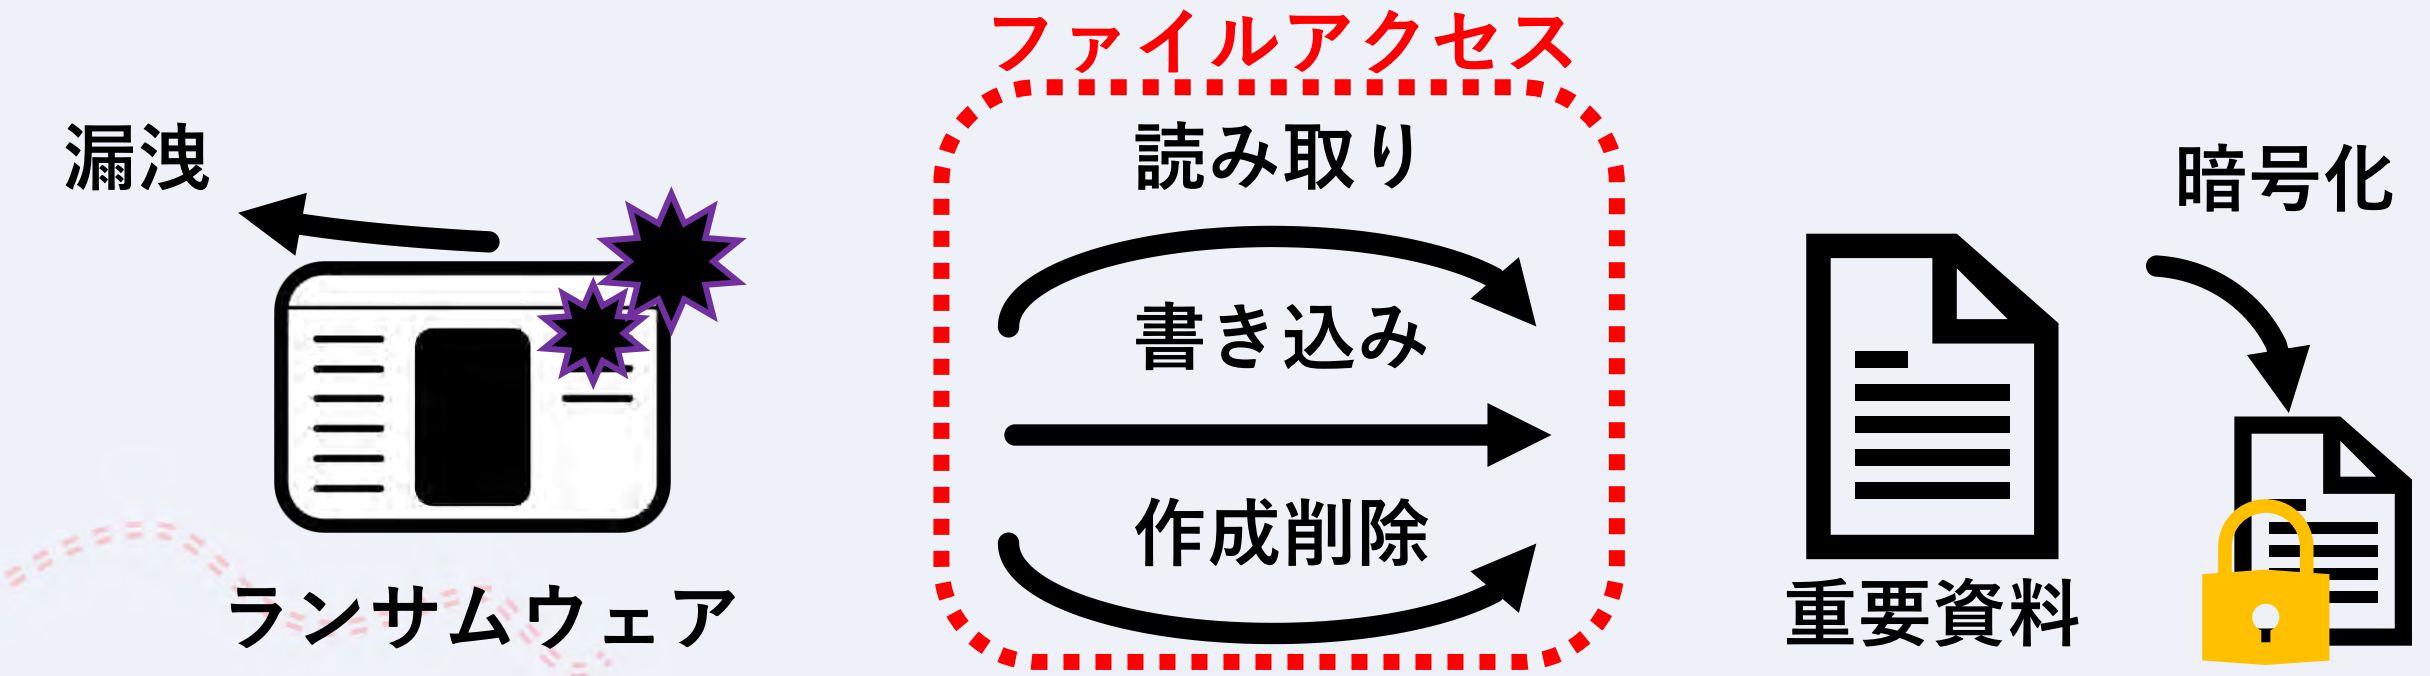 ファイルアクセス
漏洩
読み取り
暗号化
書き込み
作成削除
ランサムウェア
重要資料